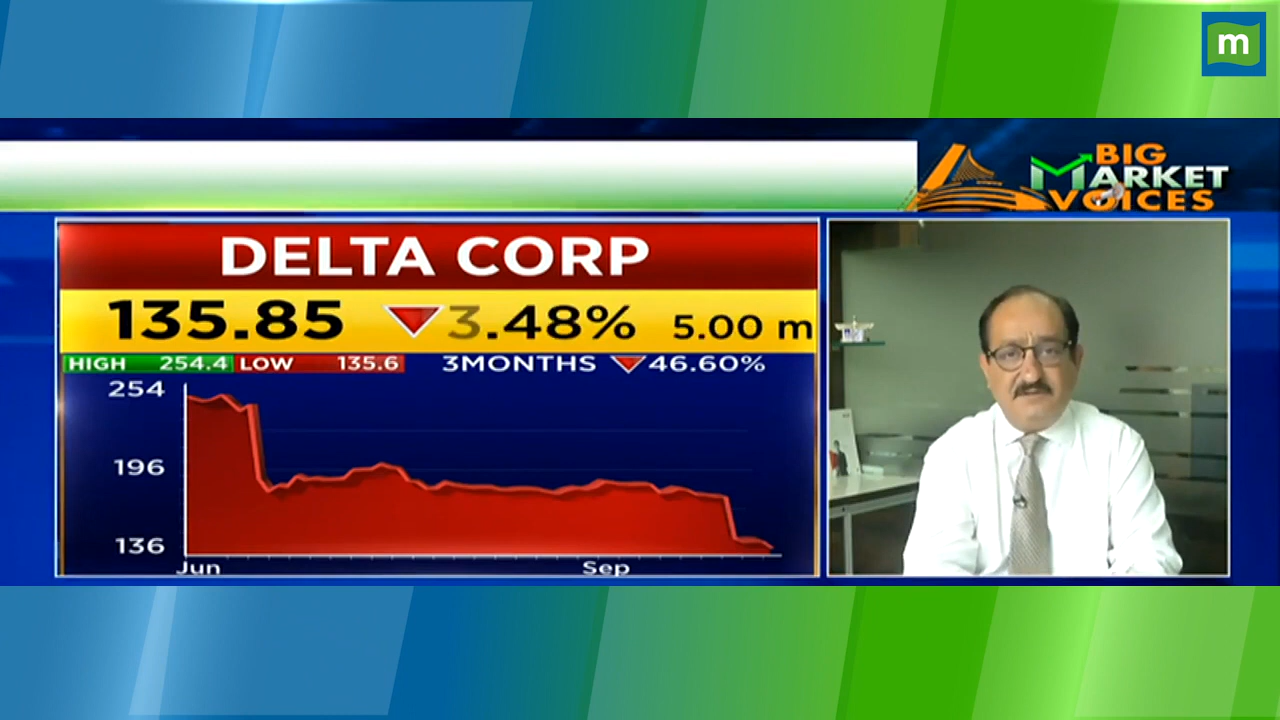 m
BIG
MARKET
VOICES
DELTA CORP
135.85 3.48% 5.00 m
HIGH 254.4 LOW 135.6 3MONTHS 46.60%
254
196
136
Jun Sep